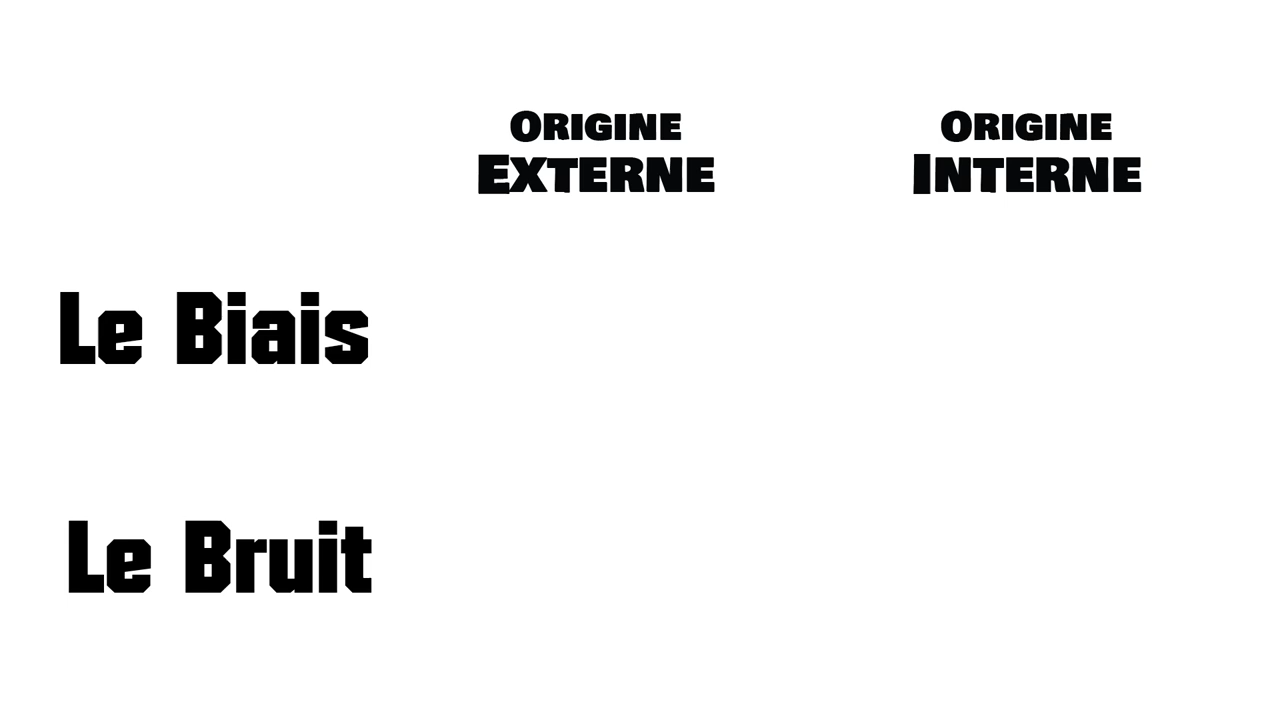 Origine
Externe
Origine
Interne
Le Biais
Le Bruit